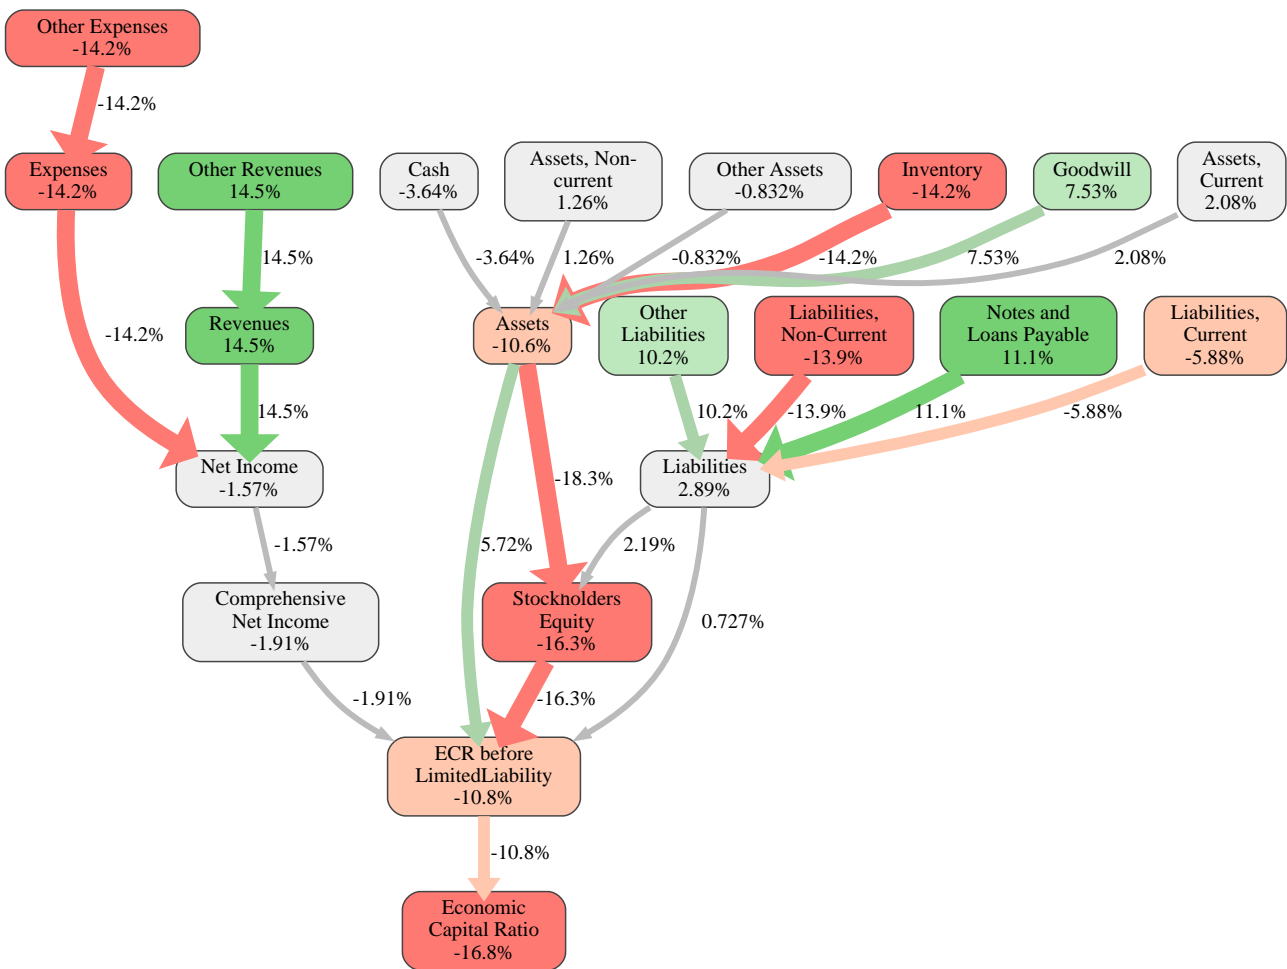 Other Expenses
-14.2%
-14.2%
Expenses
-14.2%
Other Revenues
14.5%
Cash
-3.64%
Assets, Non-
current
1.26%
Other Assets
-0.832%
Inventory
-14.2%
Goodwill
7.53%
Assets,
Current
2.08%
14.5%
-3.64%
1.26%
-0.832%
-14.2%
7.53%
2.08%
-14.2%
Revenues
14.5%
Assets
-10.6%
Other
Liabilities
10.2%
Liabilities,
Non-Current
-13.9%
Notes and
Loans Payable
11.1%
Liabilities,
Current
-5.88%
14.5%
10.2%
-13.9%
11.1%
-5.88%
Net Income
-1.57%
-18.3%
Liabilities
2.89%
-1.57%
5.72%
2.19%
Comprehensive
Net Income
-1.91%
Stockholders
Equity
-16.3%
0.727%
-1.91%
-16.3%
ECR before
LimitedLiability
-10.8%
-10.8%
Economic
Capital Ratio
-16.8%